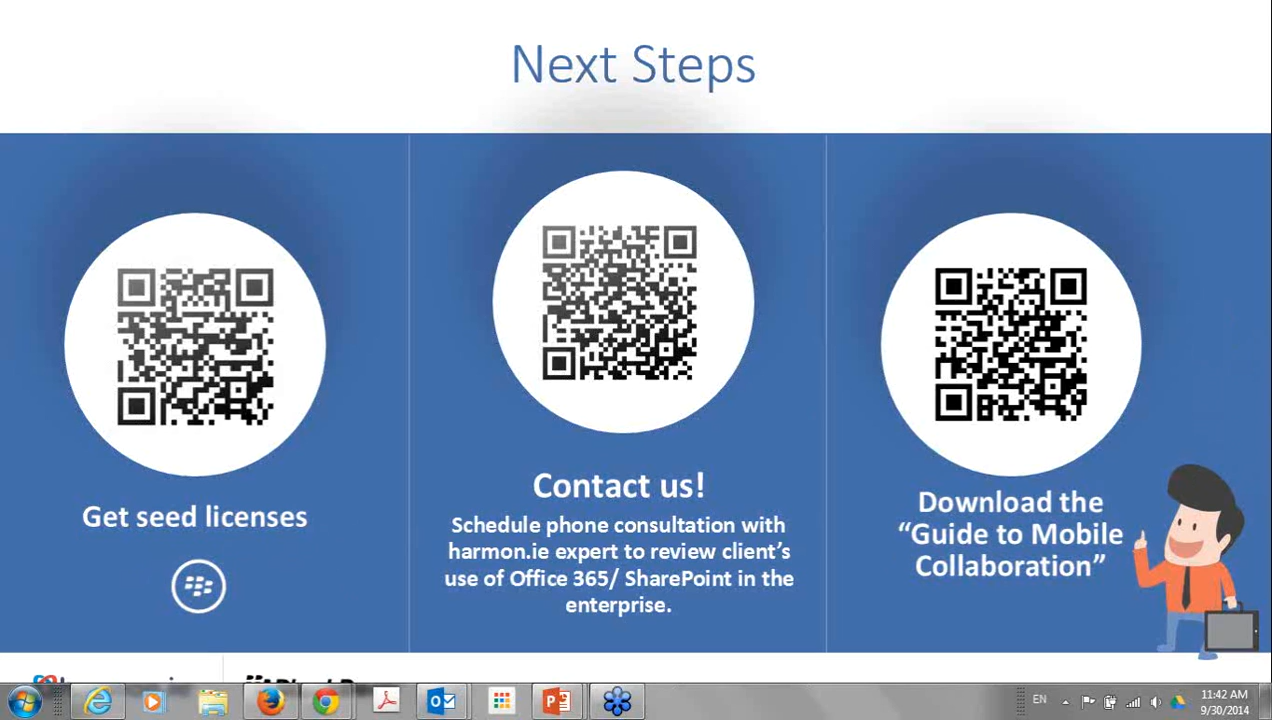 Next Steps
Get seed licenses
Contact us!
Schedule phone consultation with
harmon.ie expert to review client’s
use of Office 365/ SharePoint in the
enterprise.
Download the
“Guide to Mobile
Collaboration”
EN
11:42 AM
9/30/2014